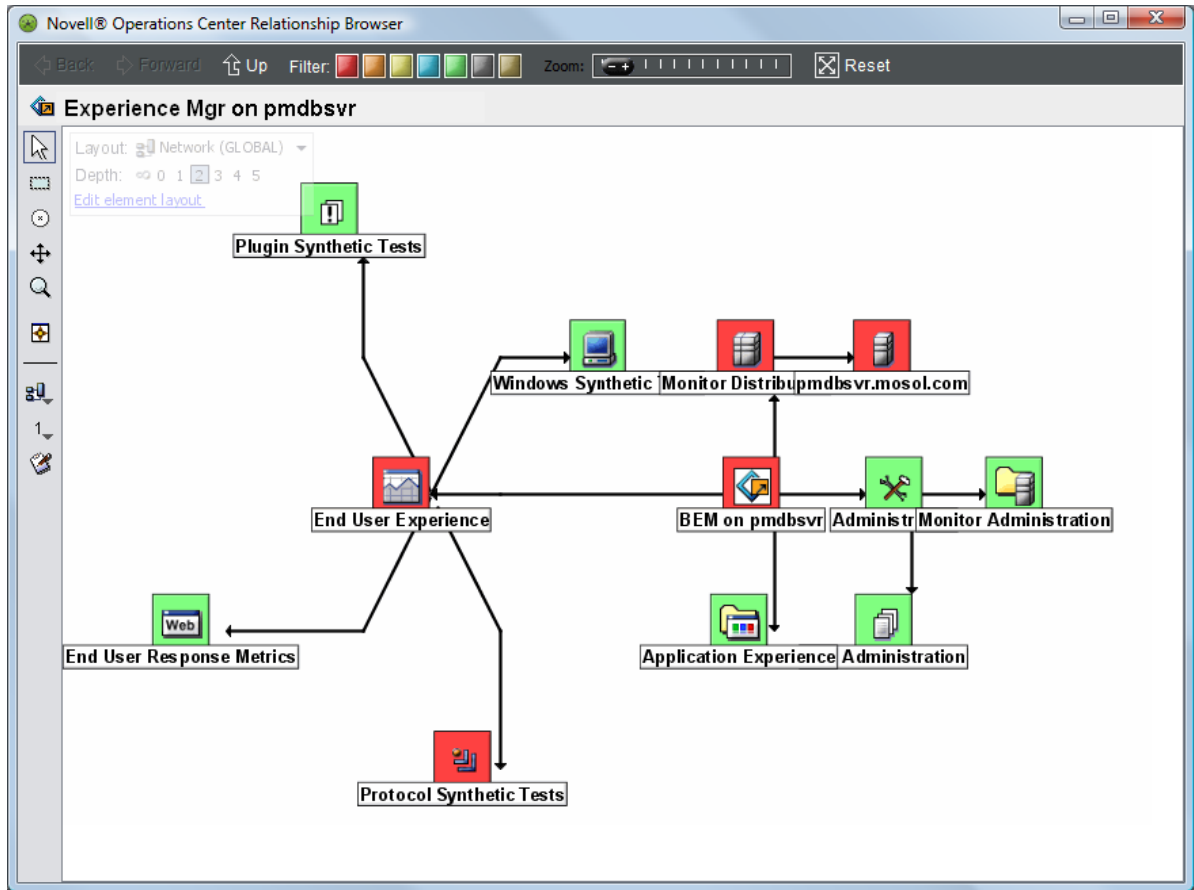 Novell® Operations Center Relationship Browser
Back Forward Up Filter: Zoom: - + Reset
Experience Mgr on pmdbsvr
Layout: Network (GLOBAL)
Depth: ∞ 0 1 2 3 4 5
Edit element layout
Plugin Synthetic Tests
Windows Synthetic
Monitor Distribu
pmdbsvr.mosol.com
End User Experience
BEM on pmdbsvr
Administr
Monitor Administration
1
Web
End User Response Metrics
Application Experience
Administration
Protocol Synthetic Tests